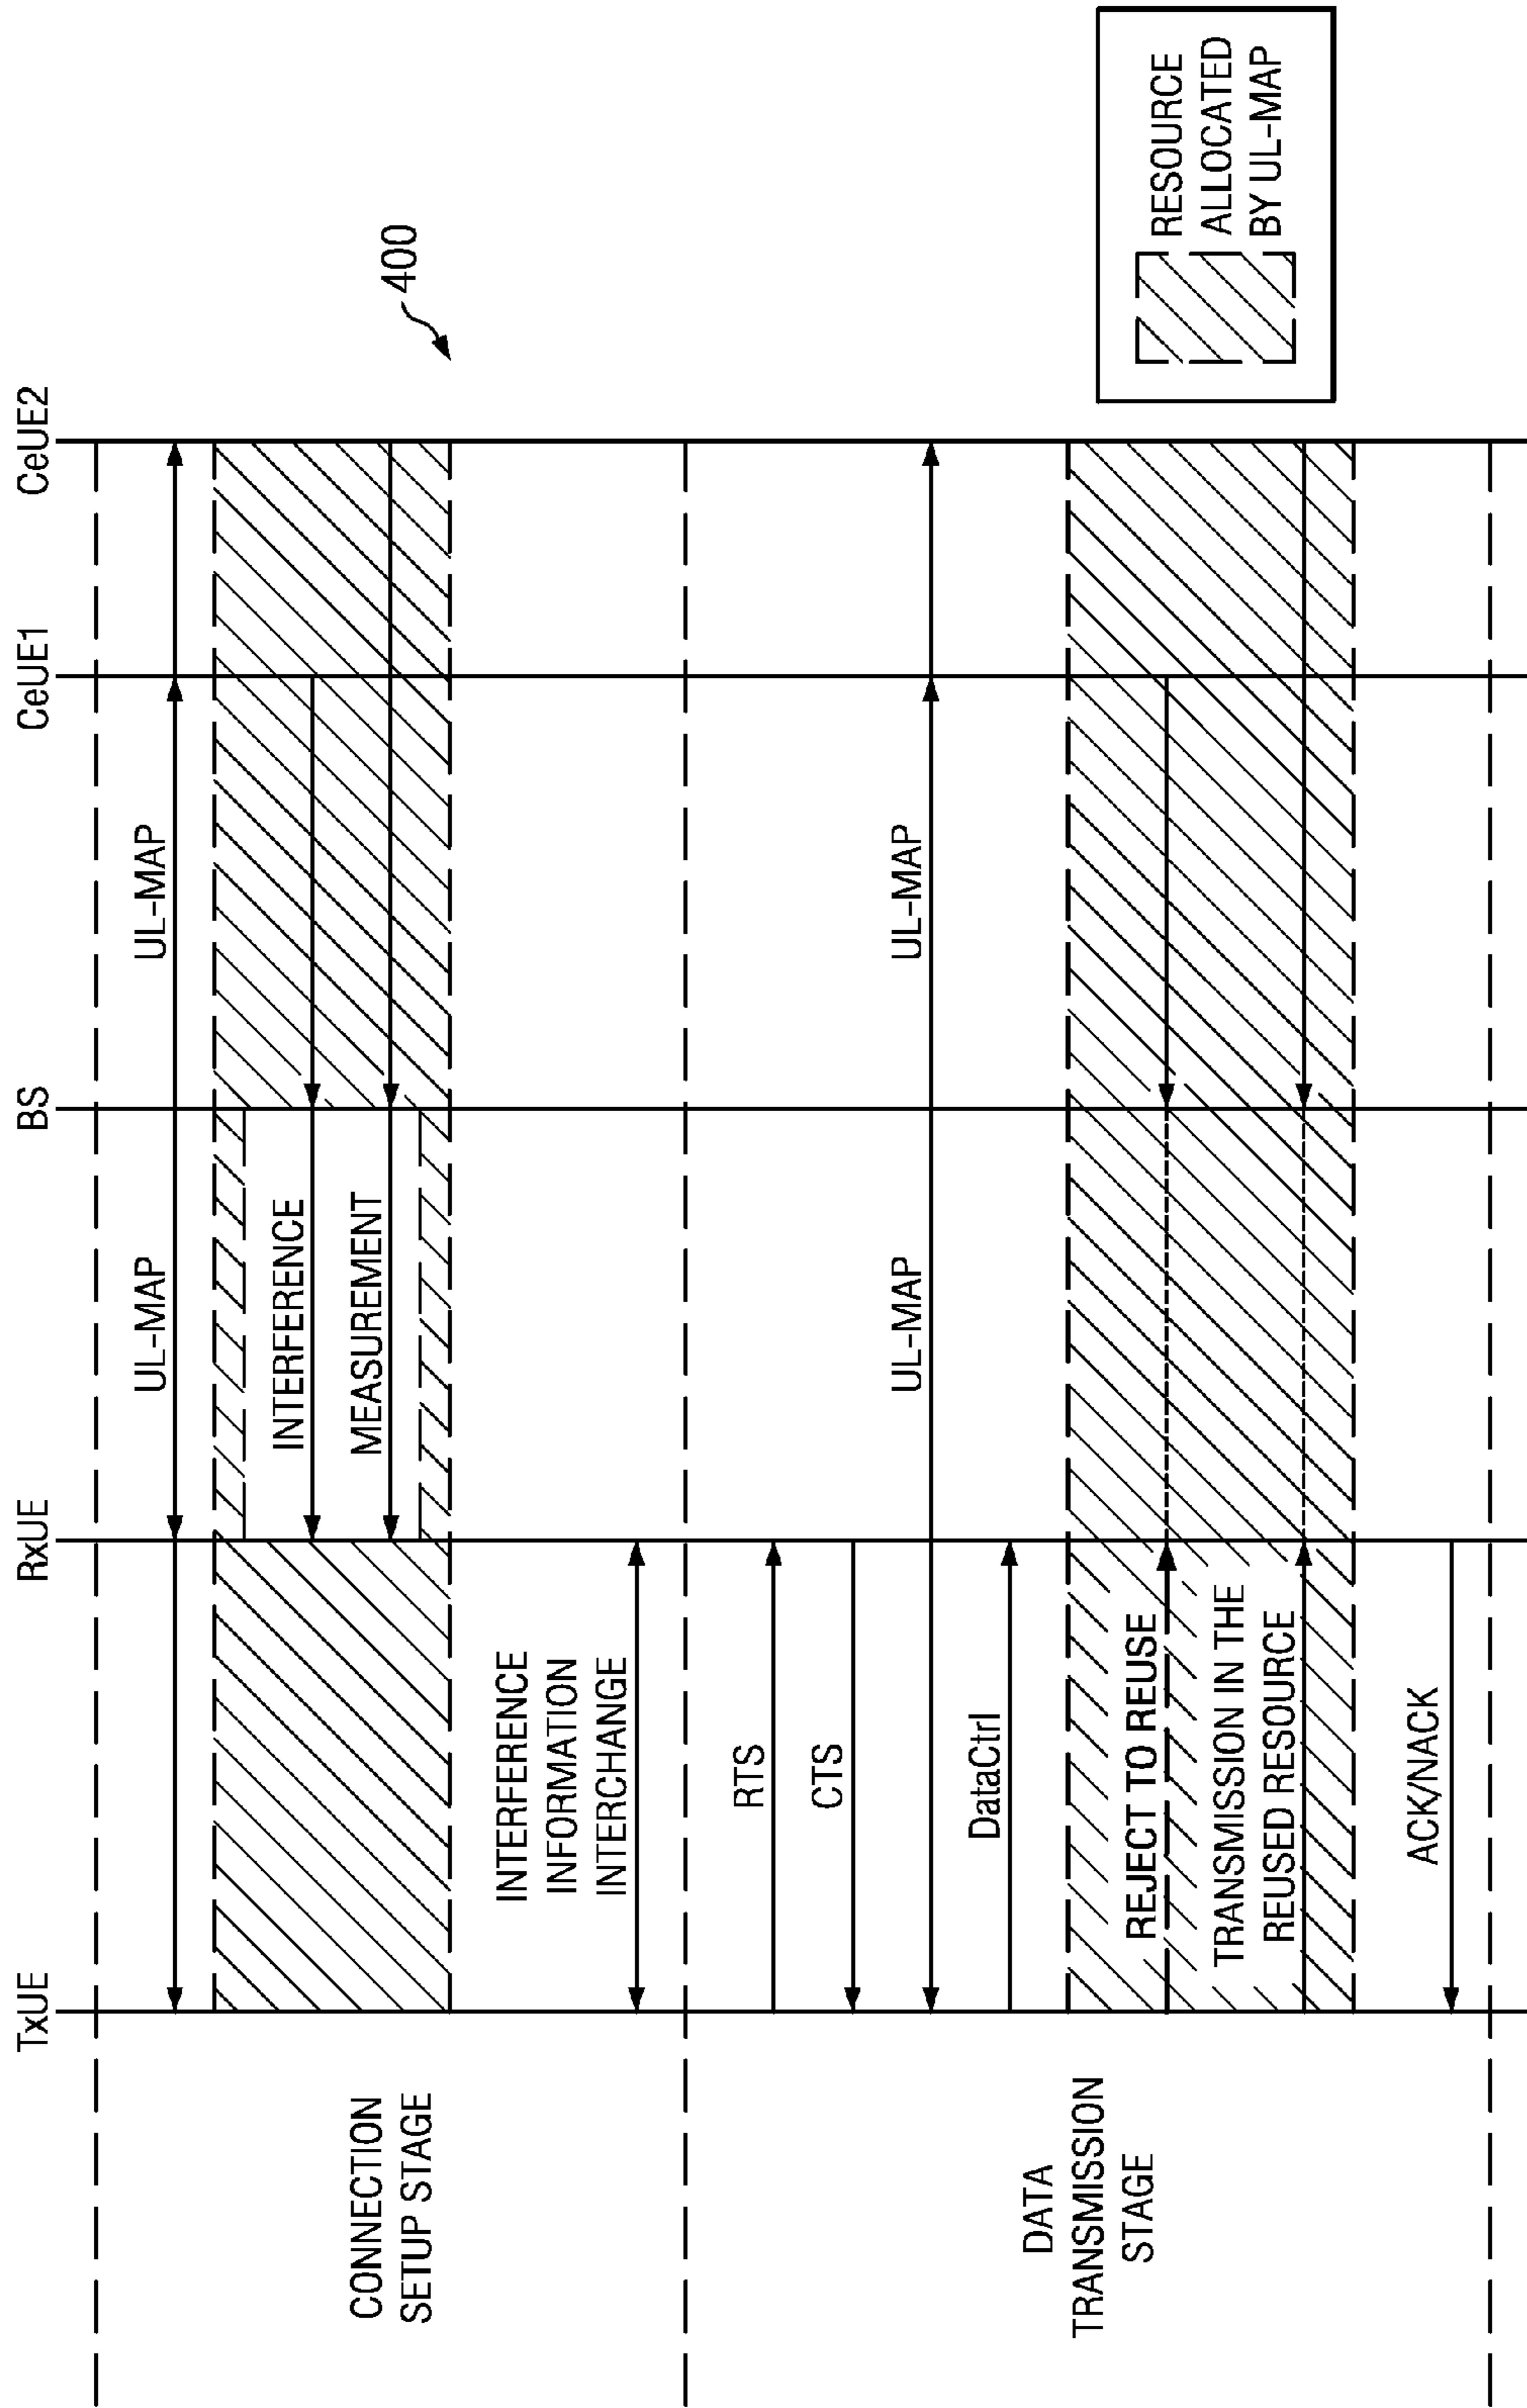 TxUE
RxUE
BS
CeUE1
CeUE2
CONNECTION
SETUP STAGE
UL-MAP
UL-MAP
INTERFERENCE
MEASUREMENT
400
INTERFERENCE
INFORMATION
INTERCHANGE
DATA
TRANSMISSION
STAGE
RTS
CTS
UL-MAP
UL-MAP
DataCtrl
REJECT TO REUSE
TRANSMISSION IN THE
REUSED RESOURCE
ACK/NACK
RESOURCE
ALLOCATED
BY UL-MAP